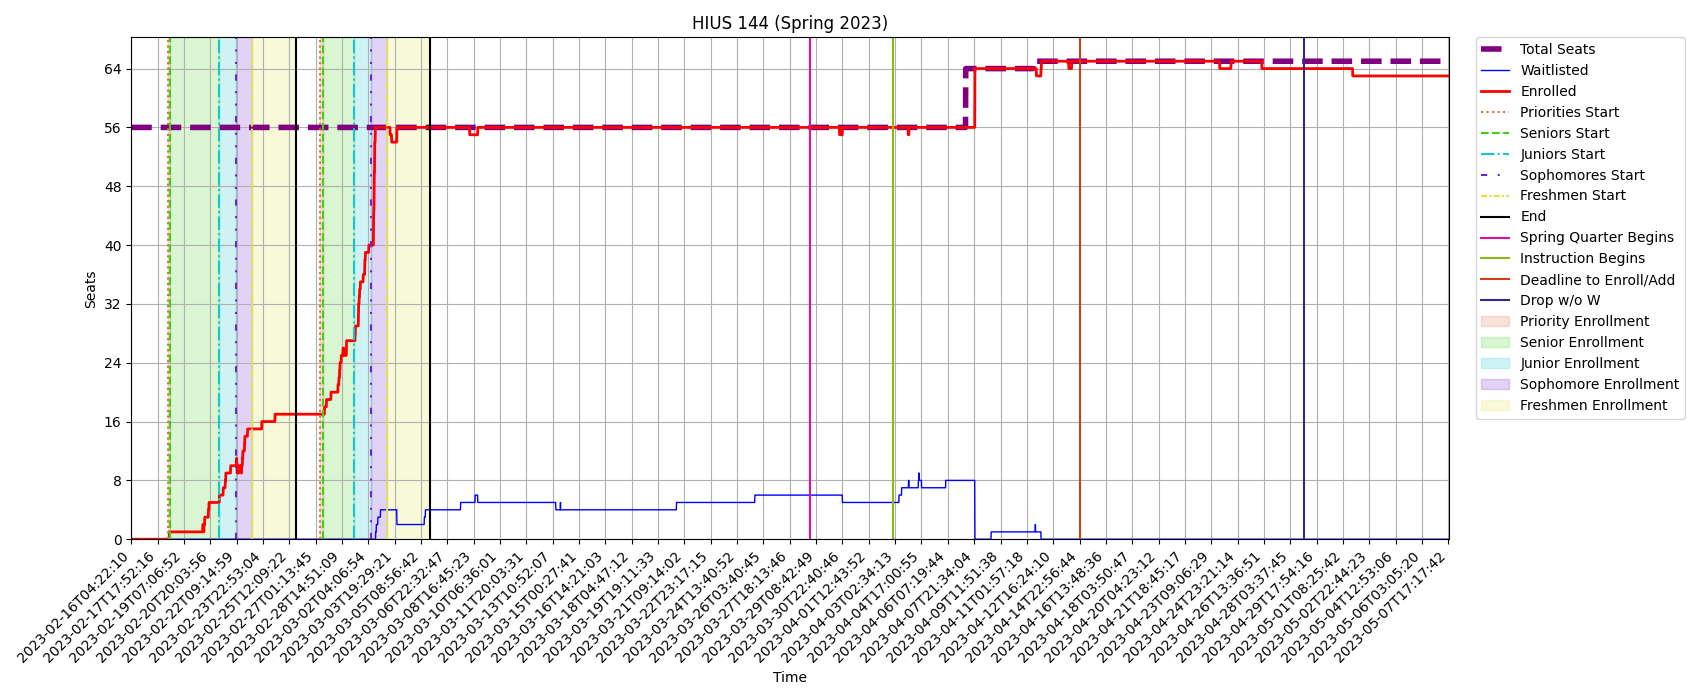 HIUS 144 (Spring 2023)
Seats
64
56
48
40
32
24
16
8
0
2023-02-16T04:22:10
2023-02-17T17:52:16
2023-02-19T07:06:52
2023-02-20T20:03:56
2023-02-22T09:14:59
2023-02-23T22:53:04
2023-02-25T12:09:22
2023-02-27T01:13:45
2023-02-28T14:51:09
2023-03-02T04:06:54
2023-03-03T19:29:21
2023-03-05T08:56:42
2023-03-06T22:32:47
2023-03-08T16:45:23
2023-03-10T06:36:01
2023-03-11T20:03:31
2023-03-13T10:52:07
2023-03-15T00:27:41
2023-03-16T14:21:03
2023-03-18T04:47:12
2023-03-19T19:11:33
2023-03-21T09:14:02
2023-03-22T23:17:15
2023-03-24T13:40:52
2023-03-26T03:40:45
2023-03-27T18:13:46
2023-03-29T08:42:49
2023-03-30T22:40:46
2023-04-01T12:43:52
2023-04-03T02:34:13
2023-04-04T17:00:55
2023-04-06T07:19:44
2023-04-07T21:34:04
2023-04-09T11:51:38
2023-04-11T01:57:18
2023-04-12T16:24:10
2023-04-14T22:56:44
2023-04-16T13:48:36
2023-04-18T03:50:47
2023-04-20T04:23:12
2023-04-21T18:45:17
2023-04-23T09:06:29
2023-04-24T23:21:14
2023-04-26T13:36:51
2023-04-28T03:37:45
2023-04-29T17:54:16
2023-05-01T08:25:42
2023-05-02T22:44:23
2023-05-04T12:53:06
2023-05-06T03:05:20
2023-05-07T17:17:42
Time
Total Seats
Waitlisted
Enrolled
Priorities Start
Seniors Start
Juniors Start
Sophomores Start
Freshmen Start
End
Spring Quarter Begins
Instruction Begins
Deadline to Enroll/Add
Drop w/o W
Priority Enrollment
Senior Enrollment
Junior Enrollment
Sophomore Enrollment
Freshmen Enrollment